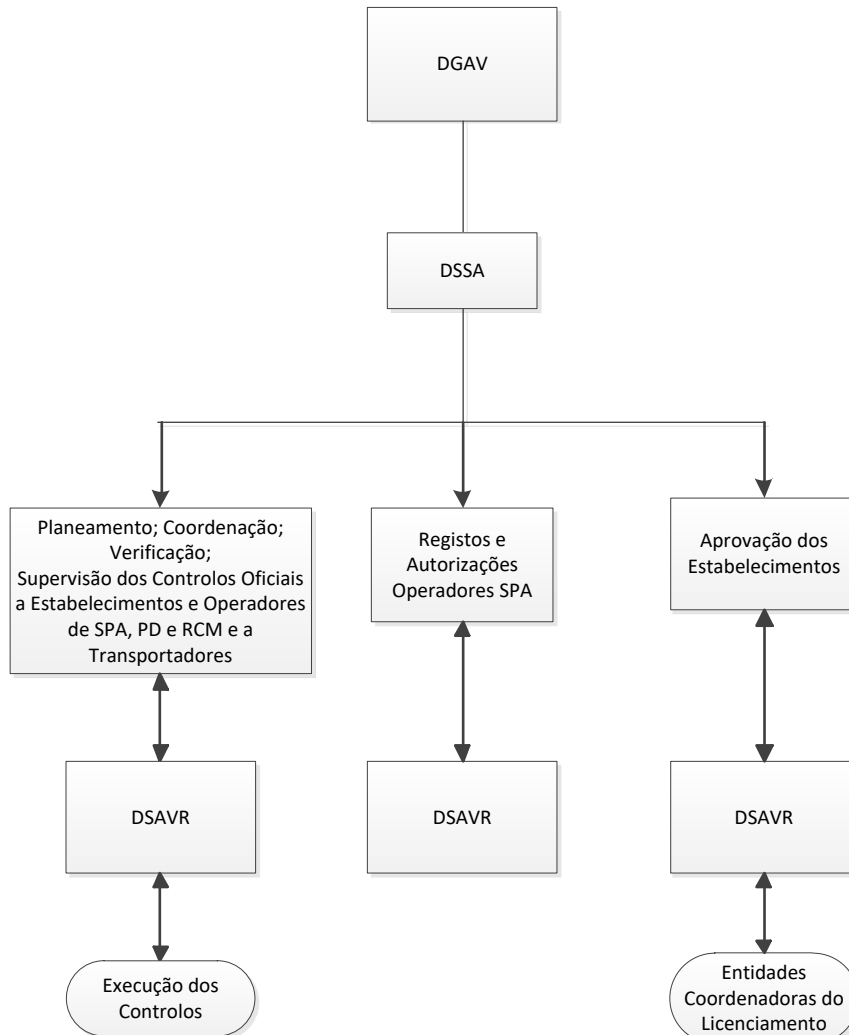 DGAV
DSSA
Planeamento; Coordenação;
Verificação;
Supervisão dos Controlos Oficiais
a Estabelecimentos e Operadores
de SPA, PD e RCM e a
Transportadores
Registos e
Autorizações
Operadores SPA
Aprovação dos
Estabelecimentos
DSAVR
DSAVR
DSAVR
Execução dos
Controlos
Entidades
Coordenadoras do
Licenciamento